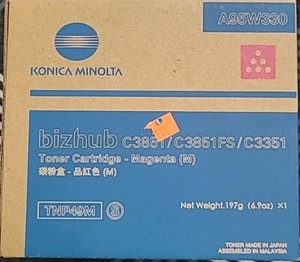 A95W330
KONICA MINOLTA
bizhub C3851/C3851FS/C3351
Toner Cartridge - Magenta (M)
碳粉盒 - 品红色 (M)
TNP49M S
Net Weight.197g (6.9oz) ×1
TONER MADE IN JAPAN
ASSEMBLED IN MALAYSIA